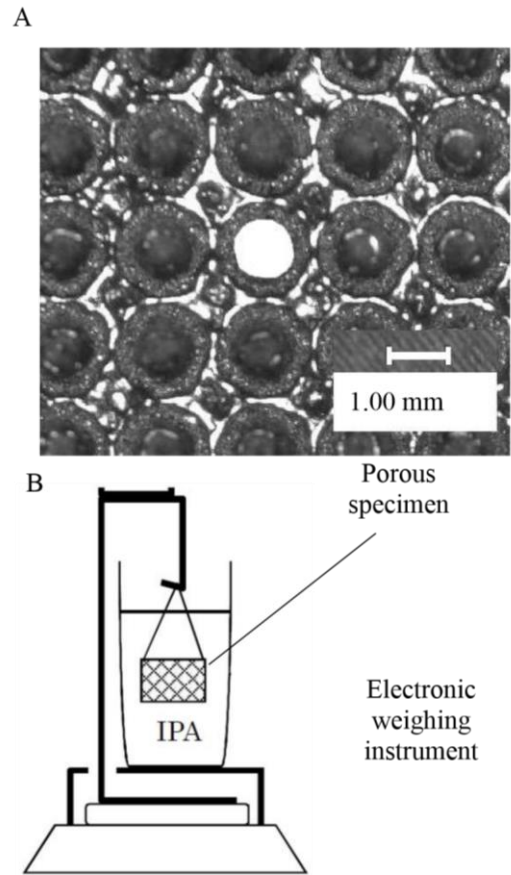 A
1.00 mm
B
Porous
specimen
IPA
Electronic
weighing
instrument